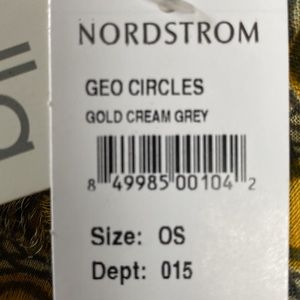 NORDSTROM
GEO CIRCLES
GOLD CREAM GREY
8 49985 00104 2
Size: OS
Dept: 015